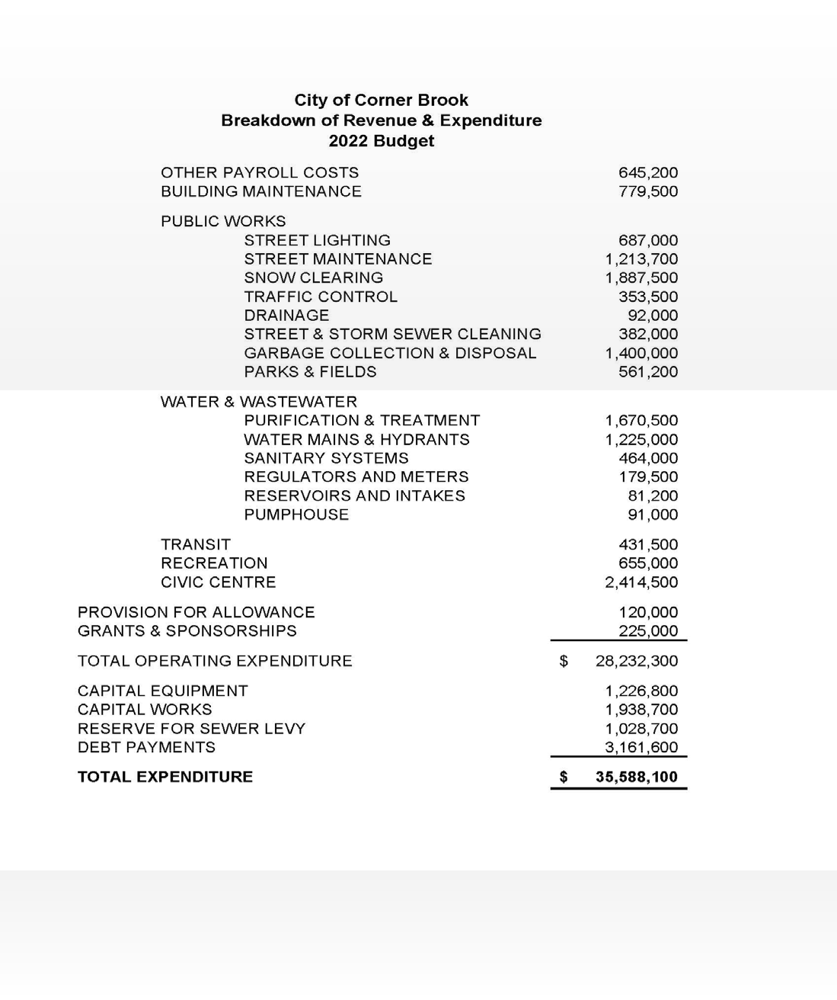 City of Corner Brook
Breakdown of Revenue & Expenditure
2022 Budget
OTHER PAYROLL COSTS 645,200
BUILDING MAINTENANCE 779,500
PUBLIC WORKS
STREET LIGHTING 687,000
STREET MAINTENANCE 1,213,700
SNOW CLEARING 1,887,500
TRAFFIC CONTROL 353,500
DRAINAGE 92,000
STREET & STORM SEWER CLEANING 382,000
GARBAGE COLLECTION & DISPOSAL 1,400,000
PARKS & FIELDS 561,200
WATER & WASTEWATER
PURIFICATION & TREATMENT 1,670,500
WATER MAINS & HYDRANTS 1,225,000
SANITARY SYSTEMS 464,000
REGULATORS AND METERS 179,500
RESERVOIRS AND INTAKES 81,200
PUMPHOUSE 91,000
TRANSIT 431,500
RECREATION 655,000
CIVIC CENTRE 2,414,500
PROVISION FOR ALLOWANCE 120,000
GRANTS & SPONSORSHIPS 225,000
TOTAL OPERATING EXPENDITURE $ 28,232,300
CAPITAL EQUIPMENT 1,226,800
CAPITAL WORKS 1,938,700
RESERVE FOR SEWER LEVY 1,028,700
DEBT PAYMENTS 3,161,600
TOTAL EXPENDITURE $ 35,588,100